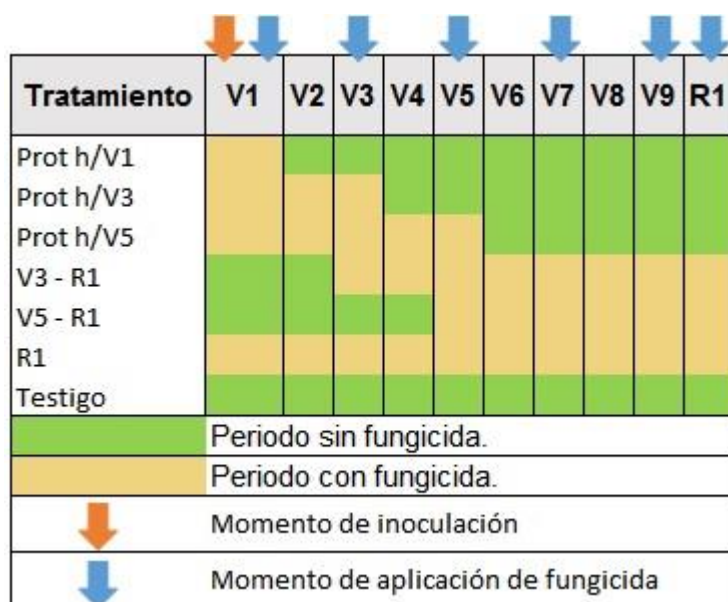 Tratamiento V1 V2 V3 V4 V5 V6 V7 V8 V9 R1
Prot h/V1
Prot h/V3
Prot h/V5
V3 - R1
V5 - R1
R1
Testigo
Periodo sin fungicida.
Periodo con fungicida.
Momento de inoculación
Momento de aplicación de fungicida